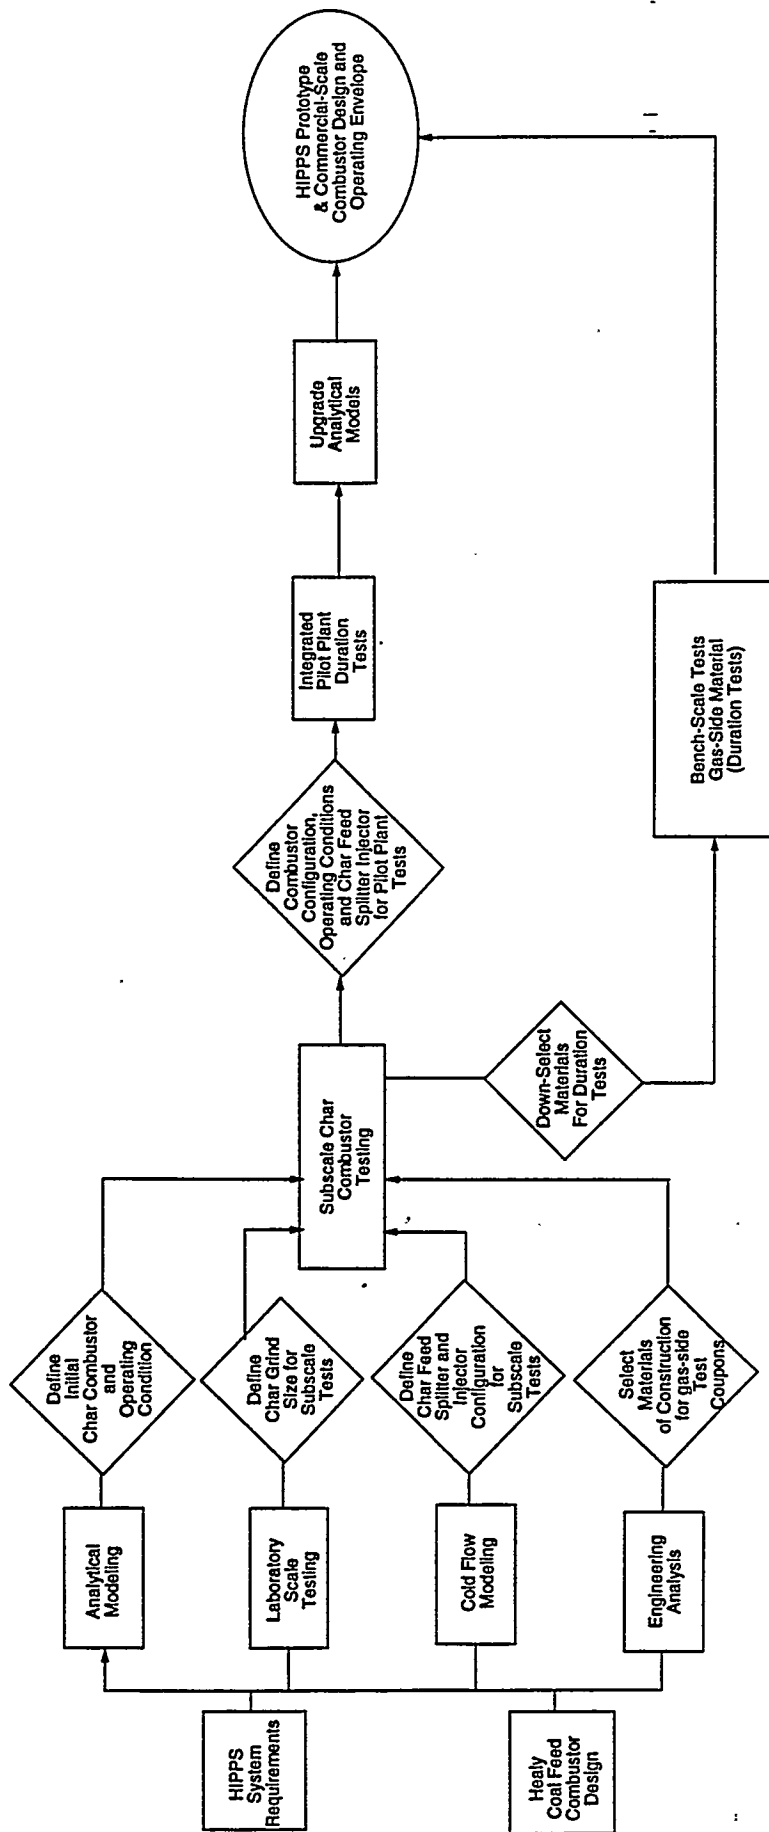 HIPPS
System
Requirements
Healy
Coal Feed
Combustor
Design
Analytical
Modeling
Laboratory
Scale
Testing
Cold Flow
Modeling
Engineering
Analysis
Define
Initial
Char Combustor
and
Operating
Condition
Define
Char Grind
Size for
Subscale
Tests
Define
Char Feed
Splitter and
Injector
Configuration
for
Subscale
Tests
Select
Materials
of Construction
for gas-side
Test
Coupons
Subscale Char
Combustor
Testing
Down-Select
Materials
For Duration
Tests
Define
Combustor
Configuration,
Operating Conditions
and Char Feed
Splitter Injector
for Pilot Plant
Tests
Integrated
Pilot Plant
Duration
Tests
Upgrade
Analytical
Models
Bench-Scale Tests
Gas-Side Material
(Duration Tests)
HIPPS Prototype
& Commercial-Scale
Combustor Design and
Operating Envelope